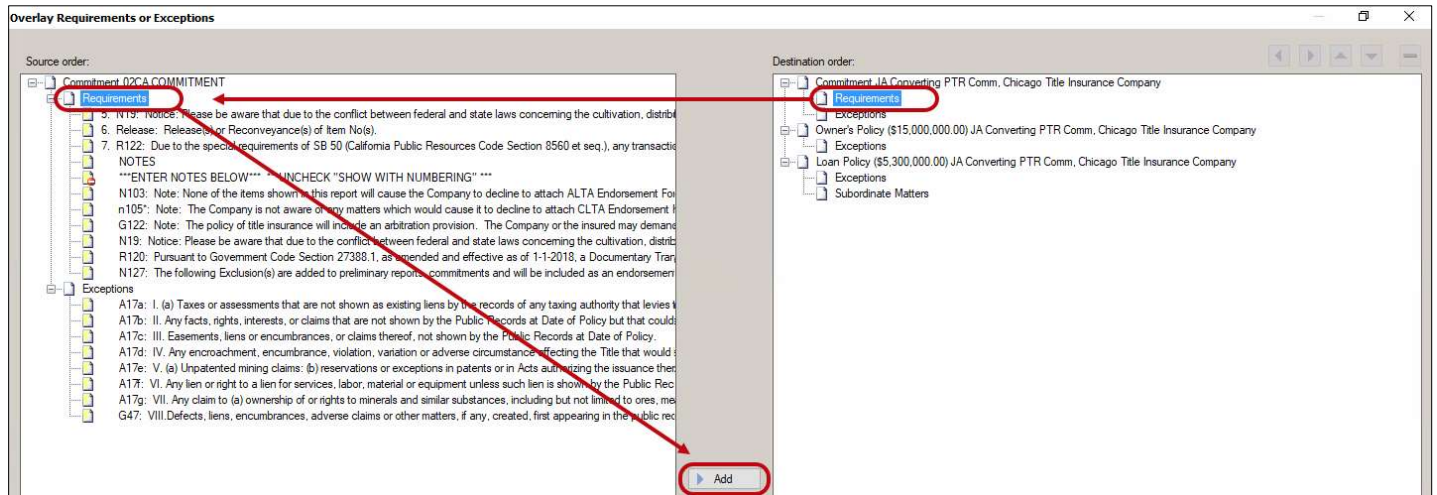 Overlay Requirements or Exceptions
Source order:
Commitment 02CA COMMITMENT
Requirements
5. N19: Notice: Please be aware that due to the conflict between federal and state laws concerning the cultivation, distrib
6. Release: Release(s) or Reconveyance(s) of Item No(s).
7. R122: Due to the special requirements of SB 50 (California Public Resources Code Section 8560 et seq.), any transactio
NOTES
***ENTER NOTES BELOW*** ***UNCHECK "SHOW WITH NUMBERING" ***
N103: Note: None of the items shown in this report will cause the Company to decline to attach ALTA Endorsement For
n105*: Note: The Company is not aware of any matters which would cause it to decline to attach CLTA Endorsement
G122: Note: The policy of title insurance will include an arbitration provision. The Company or the insured may demand
N19: Notice: Please be aware that due to the conflict between federal and state laws concerning the cultivation, distrib
R120: Pursuant to Government Code Section 27388.1, as amended and effective as of 1-1-2018, a Documentary Tran
N127: The following Exclusion(s) are added to preliminary reports, commitments and will be included as an endorsemen
Exceptions
A17a: I. (a) Taxes or assessments that are not shown as existing liens by the records of any taxing authority that levies
A17b: II. Any facts, rights, interests, or claims that are not shown by the Public Records at Date of Policy but that could
A17c: III. Easements, liens or encumbrances, or claims thereof, not shown by the Public Records at Date of Policy.
A17d: IV. Any encroachment, encumbrance, violation, variation or adverse circumstance affecting the Title that would
A17e: V. (a) Unpatented mining claims: (b) reservations or exceptions in patents or in Acts authorizing the issuance ther
A17f: VI. Any lien or right to a lien for services, labor, material or equipment unless such lien is shown by the Public Rec
A17g: VII. Any claim to (a) ownership of or rights to minerals and similar substances, including but not limited to ores, me
G47: VIII.Defects, liens, encumbrances, adverse claims or other matters, if any, created, first appearing in the public rec
Add
Destination order:
Commitment JA Converting PTR Comm, Chicago Title Insurance Company
Requirements
Exceptions
Owner's Policy ($15,000,000.00) JA Converting PTR Comm, Chicago Title Insurance Company
Exceptions
Loan Policy ($5,300,000.00) JA Converting PTR Comm, Chicago Title Insurance Company
Exceptions
Subordinate Matters